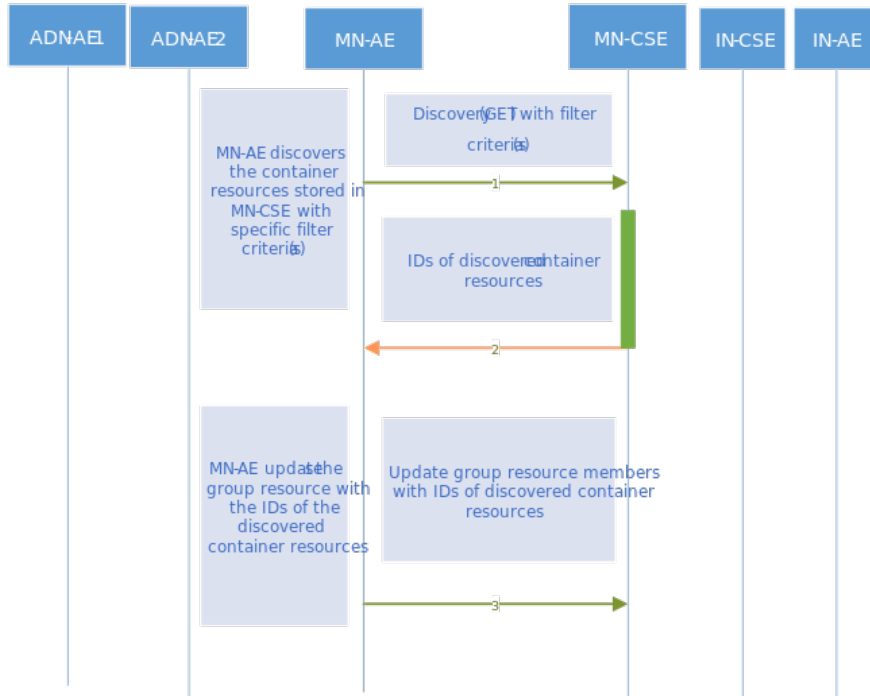 ADN-AE1
ADN-AE2
MN-AE
MN-CSE
IN-CSE
IN-AE
Discovery (GET) with filter
criteria(s)
MN-AE discovers
the container
resources stored in
MN-CSE with
specific filter
criteria(s)
1
IDs of discovered container
resources
2
MN-AE updates the
group resource with
the IDs of the
discovered
container resources
Update group resource members
with IDs of discovered container
resources
3